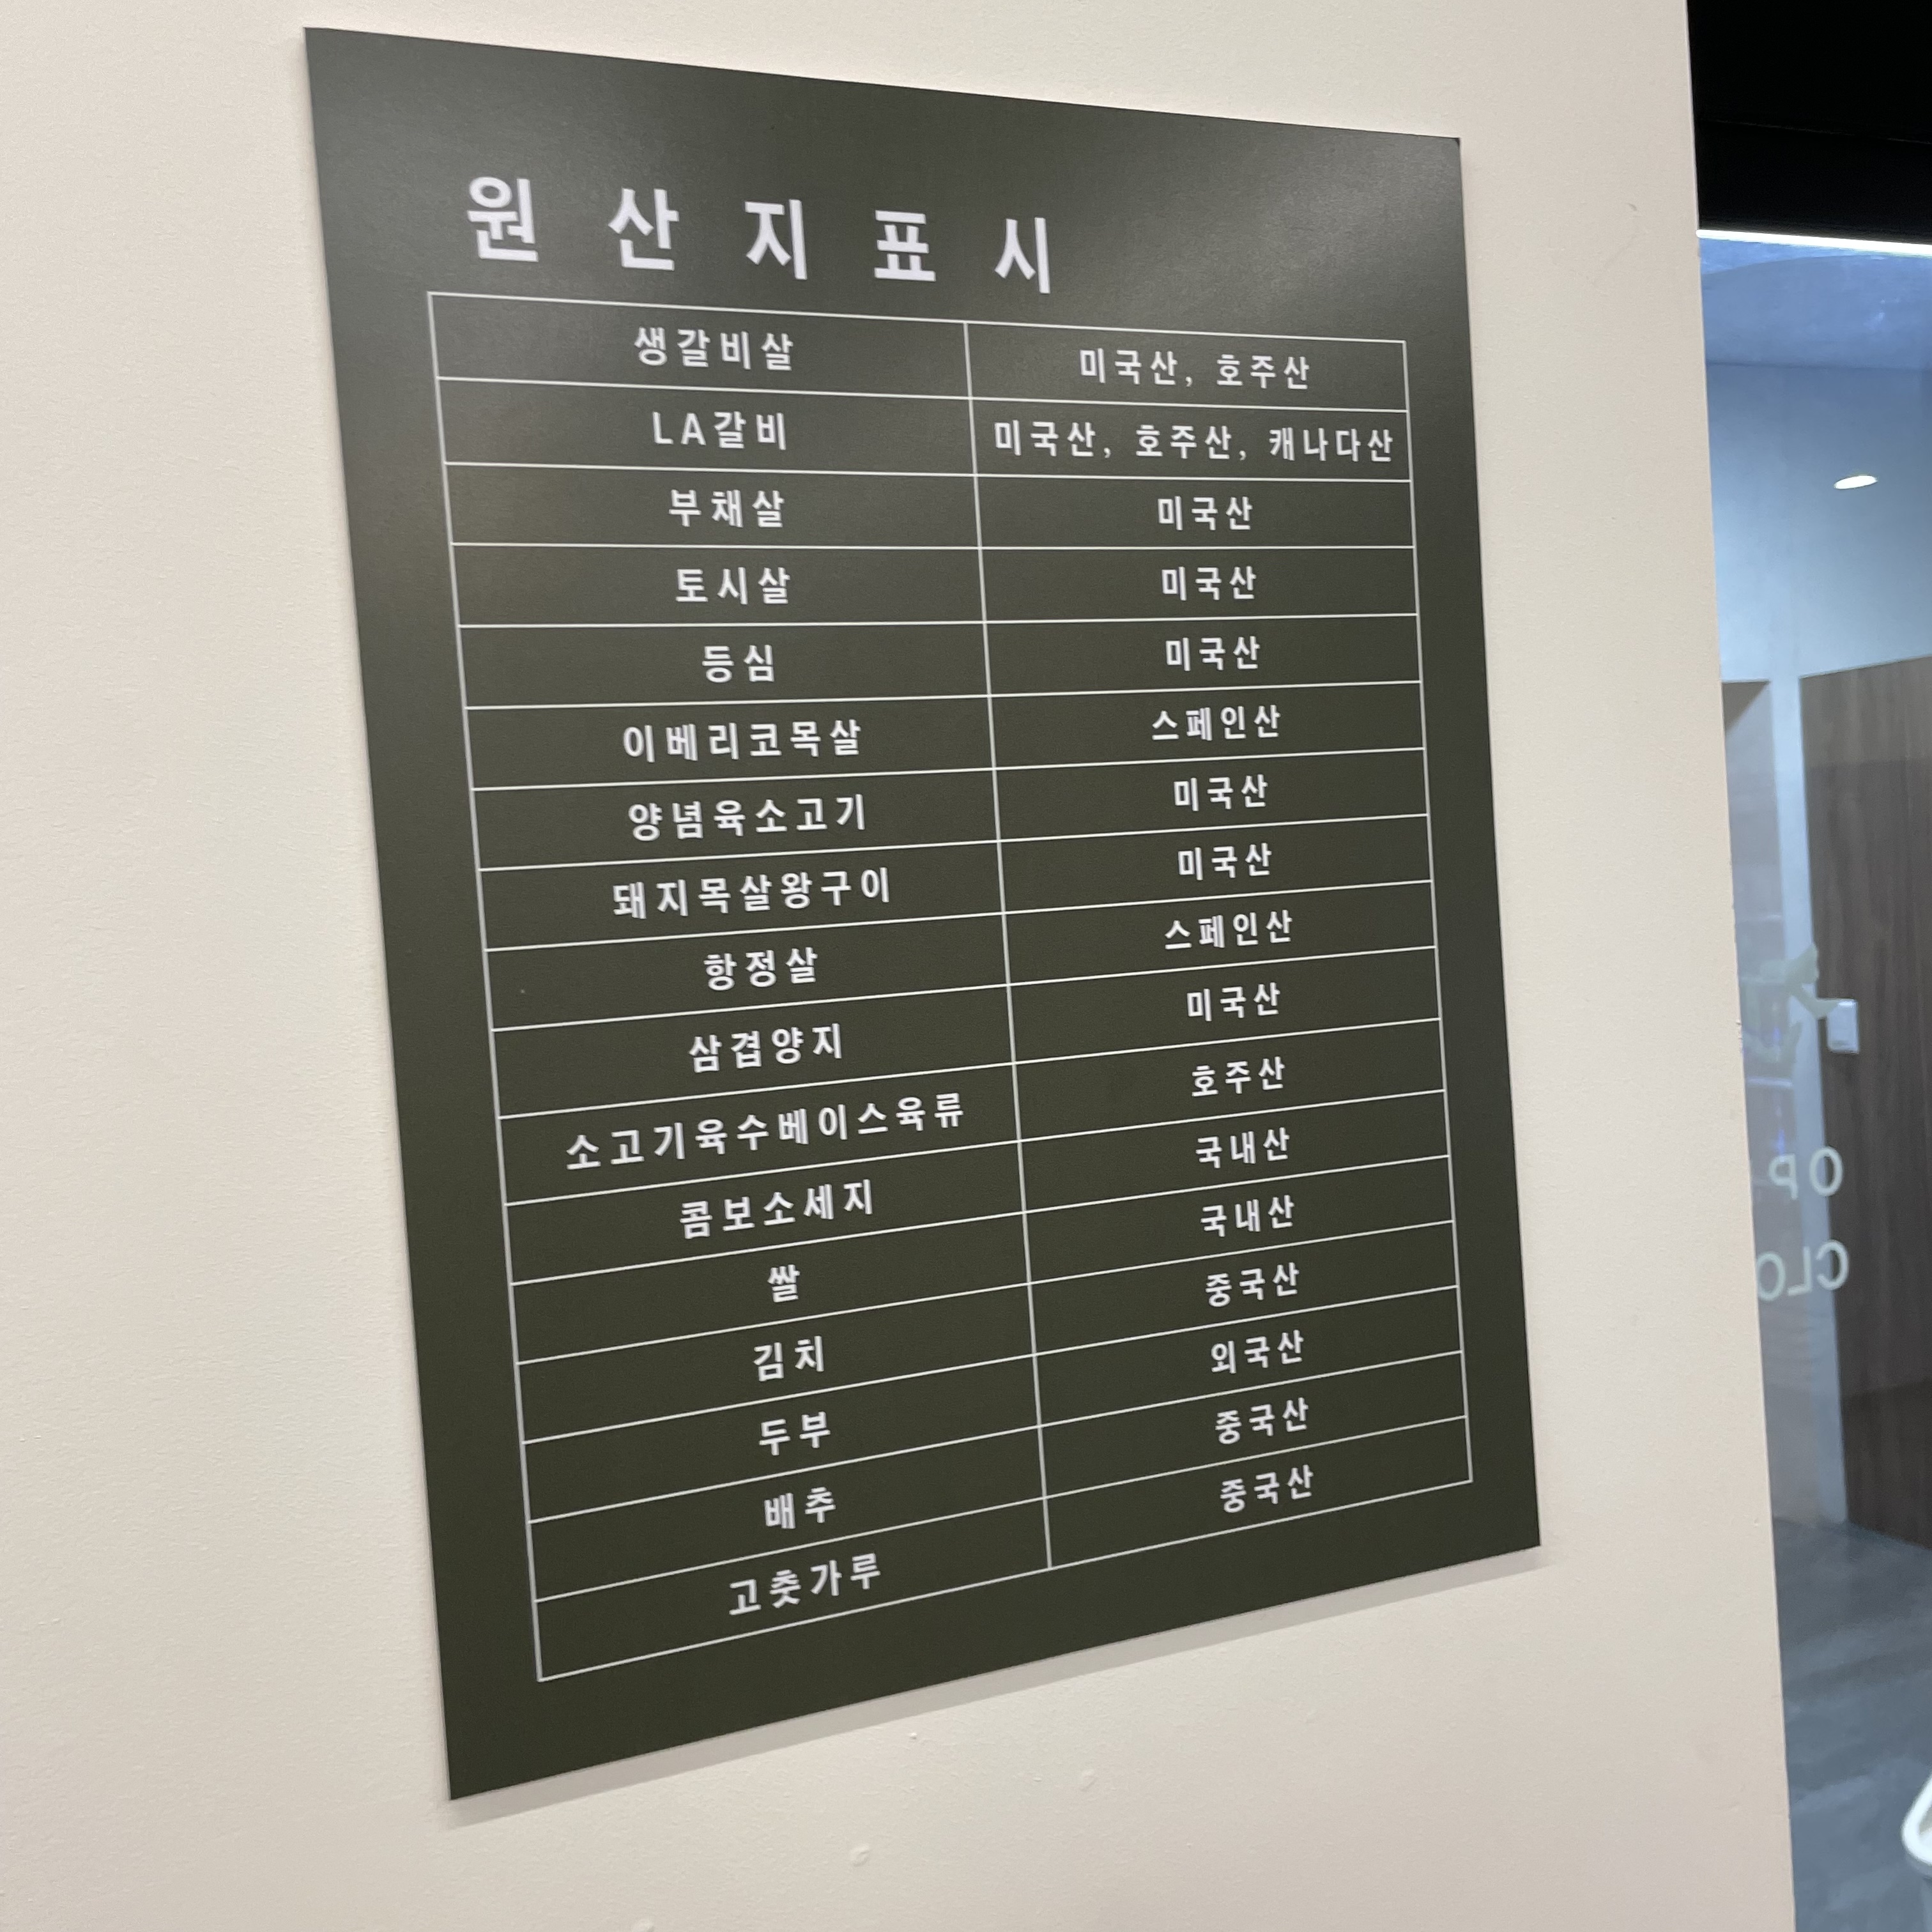 원산지표시
생갈비살 미국산, 호주산
LA갈비 미국산, 호주산, 캐나다산
부채살 미국산
토시살 미국산
등심 미국산
이베리코목살 스페인산
양념육소고기 미국산
돼지목살왕구이 미국산
항정살 스페인산
삼겹양지 미국산
소고기육수베이스육류 호주산
콤보소세지 국내산
쌀 국내산
김치 중국산
두부 외국산
배추 중국산
고춧가루 중국산
OP
CLO